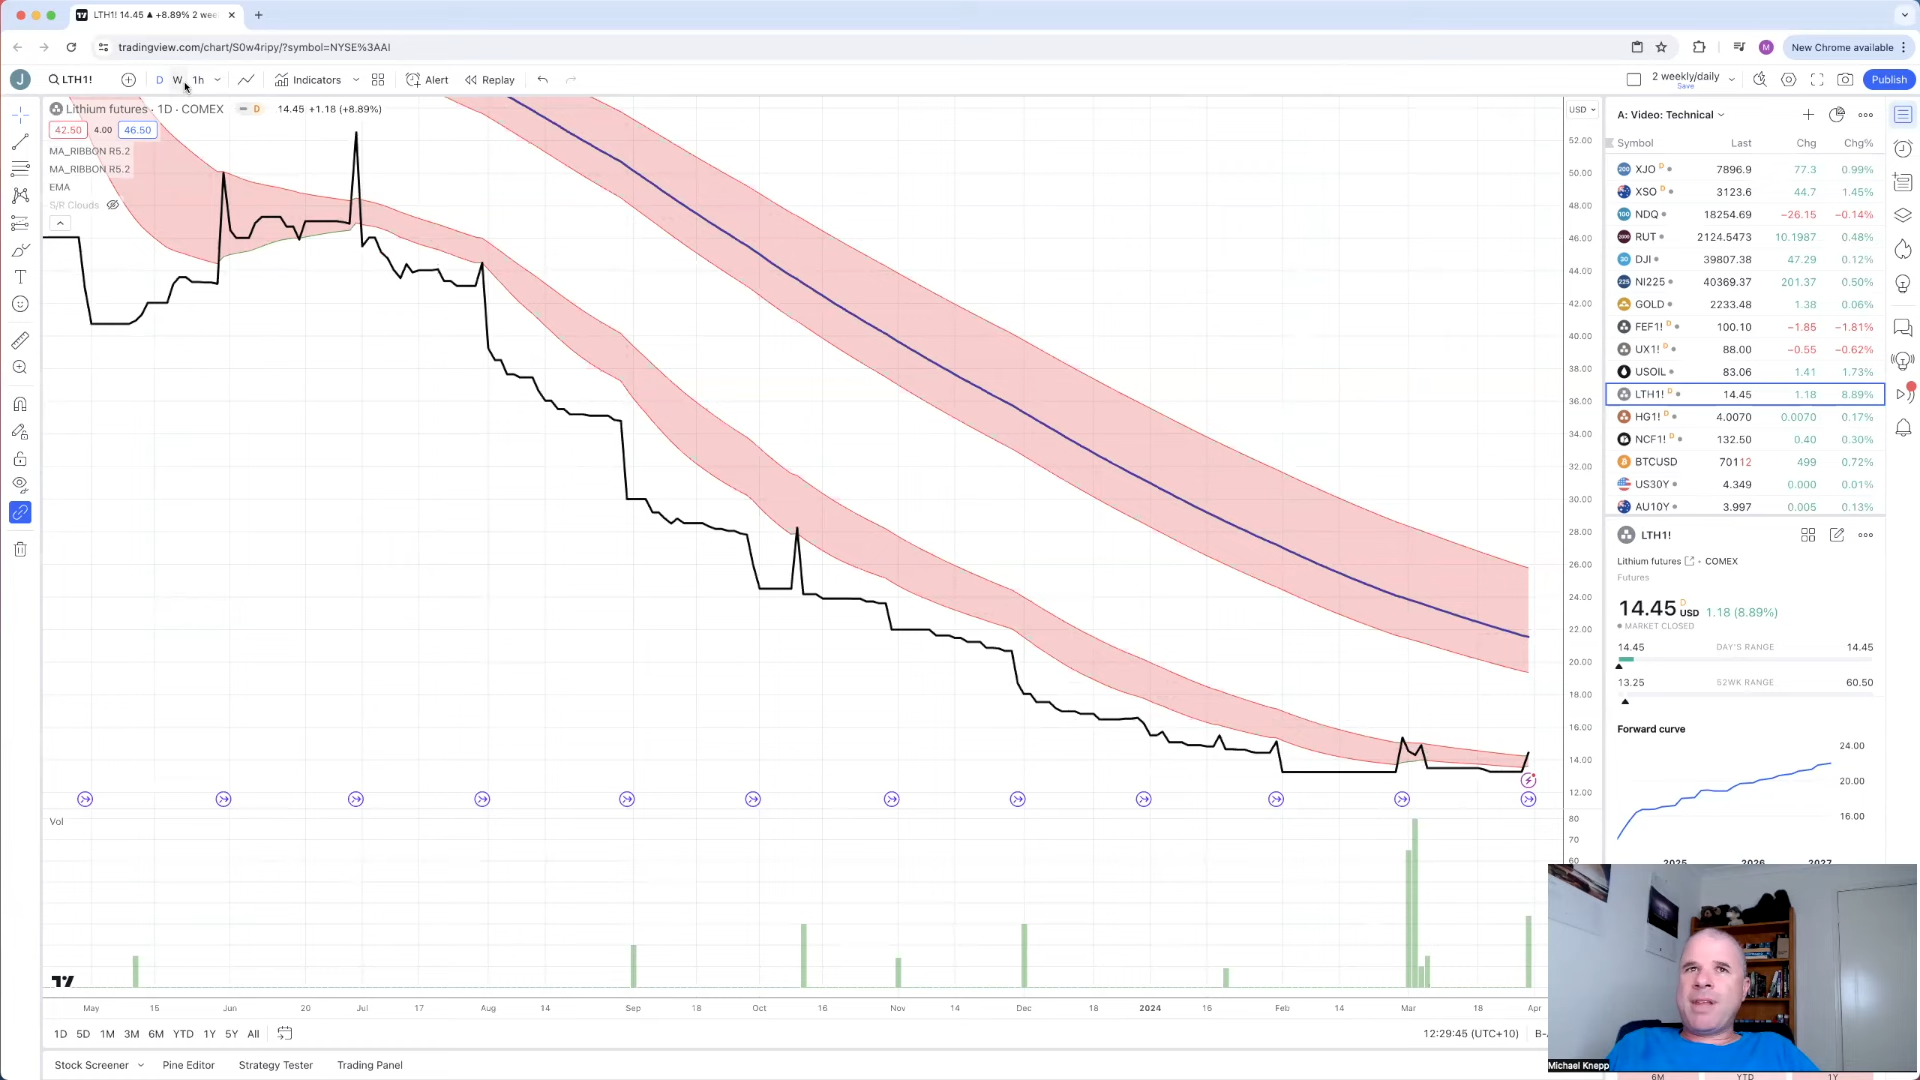 LTH1! 14.45 ▲ +8.89% 2 wee
tradingview.com/chart/S0w4ripy/?symbol=NYSE%3AAI
M
New Chrome available
J
LTH1!
D W 1h
Indicators
Alert
Replay
2 weekly/daily
Save
Publish
Lithium futures · 1D · COMEX
D
14.45 +1.18 (+8.89%)
42.50 4.00 46.50
MA_RIBBON R5.2
MA_RIBBON R5.2
EMA
S/R Clouds
USD
52.00
50.00
48.00
46.00
44.00
42.00
40.00
38.00
36.00
34.00
32.00
30.00
28.00
26.00
24.00
22.00
20.00
18.00
16.00
14.00
12.00
Vol
80
70
60
May 15 Jun 20 Jul 17 Aug 14 Sep 18 Oct 16 Nov 14 Dec 18 2024 16 Feb 14 Mar 18 Apr
1D 5D 1M 3M 6M YTD 1Y 5Y All
12:29:45 (UTC+10)
B-
Stock Screener
Pine Editor
Strategy Tester
Trading Panel
A: Video: Technical
Symbol Last Chg Chg%
XJO D 7896.9 77.3 0.99%
XSO D 3123.6 44.7 1.45%
NDQ 18254.69 −26.15 −0.14%
RUT 2124.5473 10.1987 0.48%
DJI 39807.38 47.29 0.12%
NI225 40369.37 201.37 0.50%
GOLD 2233.48 1.38 0.06%
FEF1! D 100.10 −1.85 −1.81%
UX1! D 88.00 −0.55 −0.62%
USOIL 83.06 1.41 1.73%
LTH1! D 14.45 1.18 8.89%
HG1! D 4.0070 0.0070 0.17%
NCF1! D 132.50 0.40 0.30%
BTCUSD 70112 499 0.72%
US30Y 4.349 0.000 0.01%
AU10Y 3.997 0.005 0.13%
LTH1!
Lithium futures · COMEX
Futures
14.45 D USD 1.18 (8.89%)
MARKET CLOSED
14.45 DAY'S RANGE 14.45
13.25 52WK RANGE 60.50
Forward curve
24.00
20.00
16.00
2025 2026 2027
Michael Knepp
6M YTD 1Y